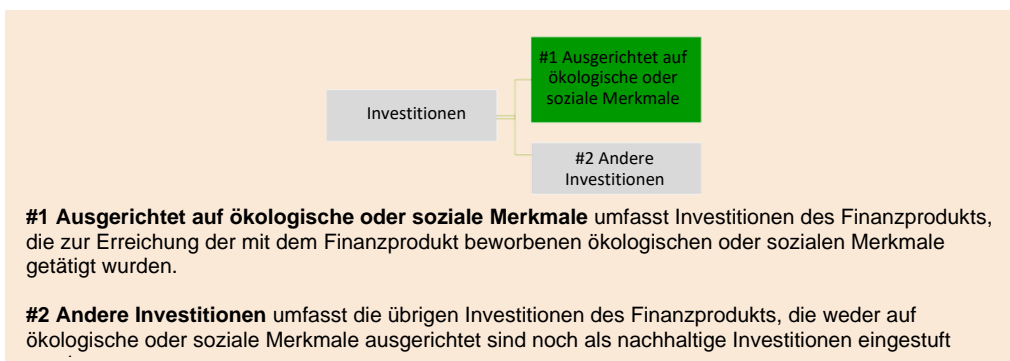 #1 Ausgerichtet auf
ökologische oder
soziale Merkmale
Investitionen
#2 Andere
Investitionen
#1 Ausgerichtet auf ökologische oder soziale Merkmale umfasst Investitionen des Finanzprodukts,
die zur Erreichung der mit dem Finanzprodukt beworbenen ökologischen oder sozialen Merkmale
getätigt wurden.
#2 Andere Investitionen umfasst die übrigen Investitionen des Finanzprodukts, die weder auf
ökologische oder soziale Merkmale ausgerichtet sind noch als nachhaltige Investitionen eingestuft